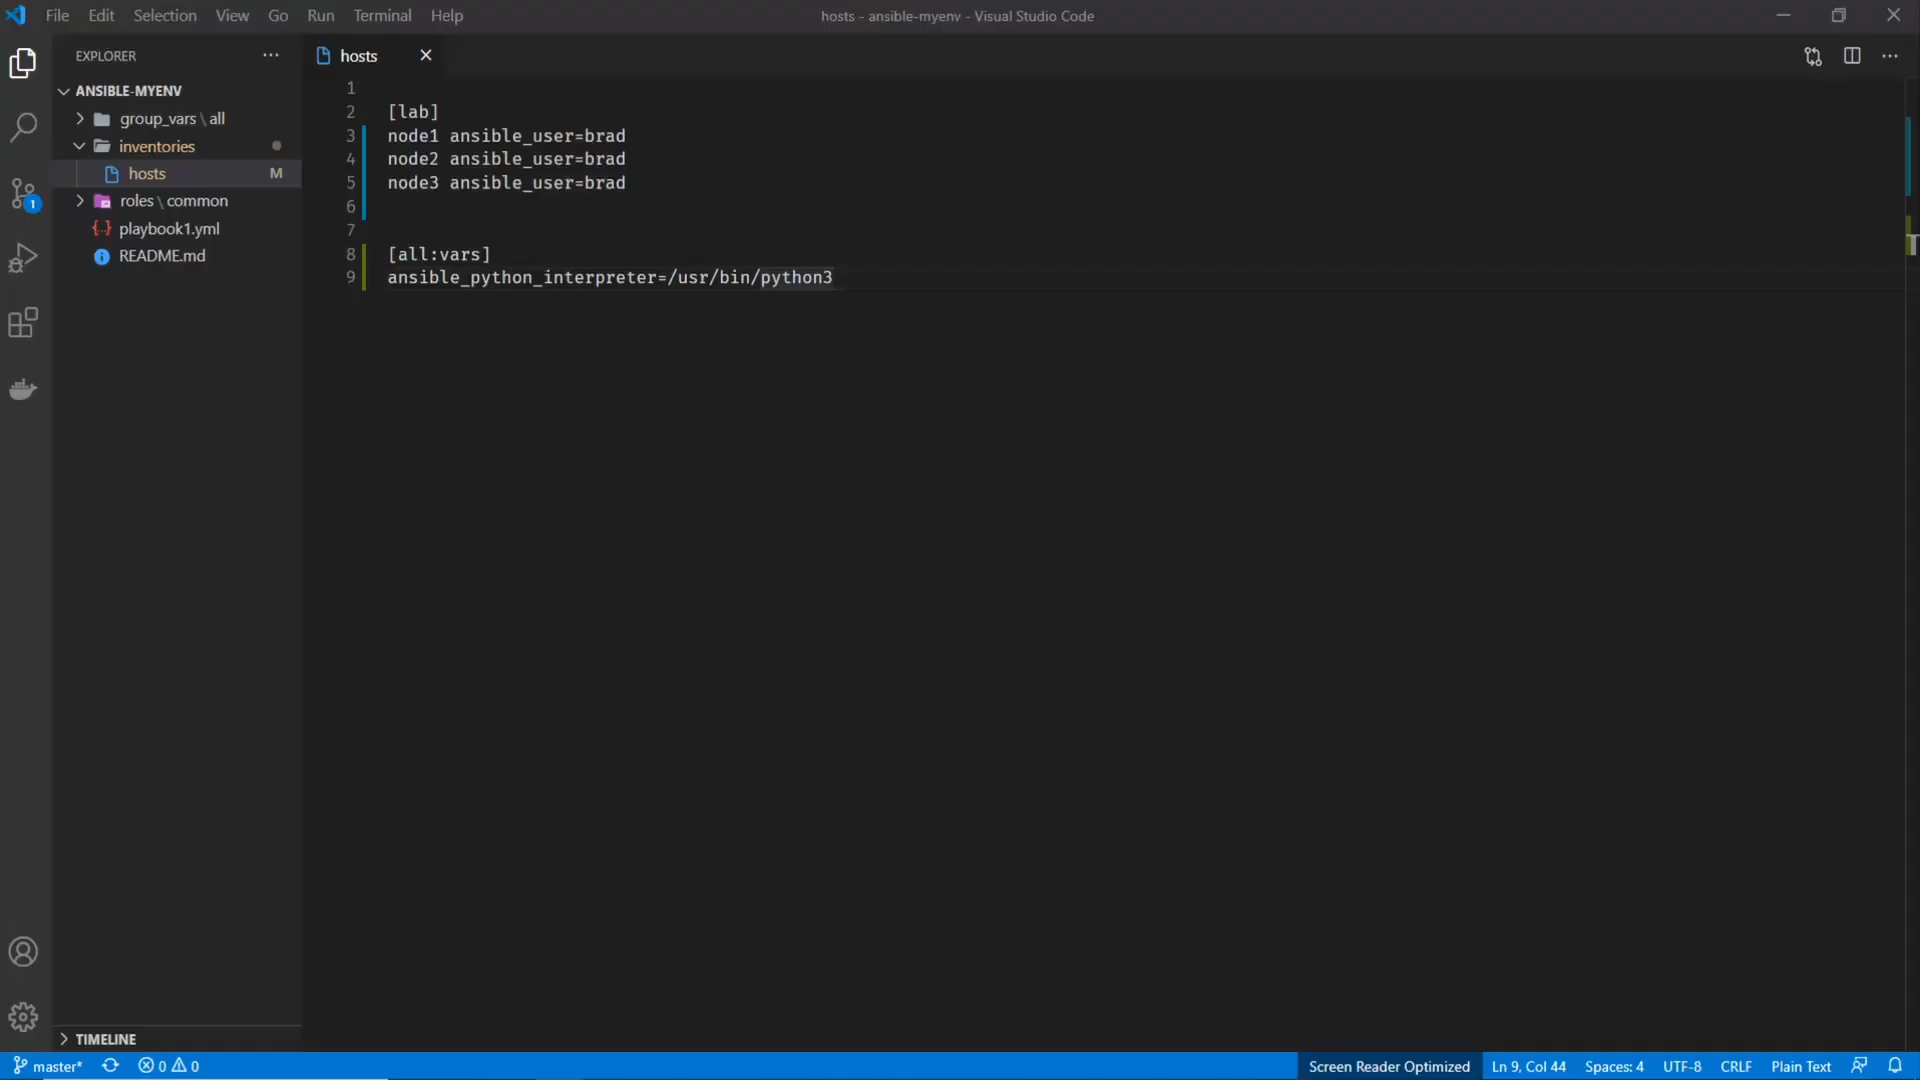 File Edit Selection View Go Run Terminal Help
hosts - ansible-myenv - Visual Studio Code
EXPLORER
ANSIBLE-MYENV
group_vars \ all
inventories
hosts M
roles \ common
playbook1.yml
README.md
TIMELINE
hosts
1
2 [lab]
3 node1 ansible_user=brad
4 node2 ansible_user=brad
5 node3 ansible_user=brad
6
7
8 [all:vars]
9 ansible_python_interpreter=/usr/bin/python3
1
master* 0 0 Screen Reader Optimized Ln 9, Col 44 Spaces: 4 UTF-8 CRLF Plain Text